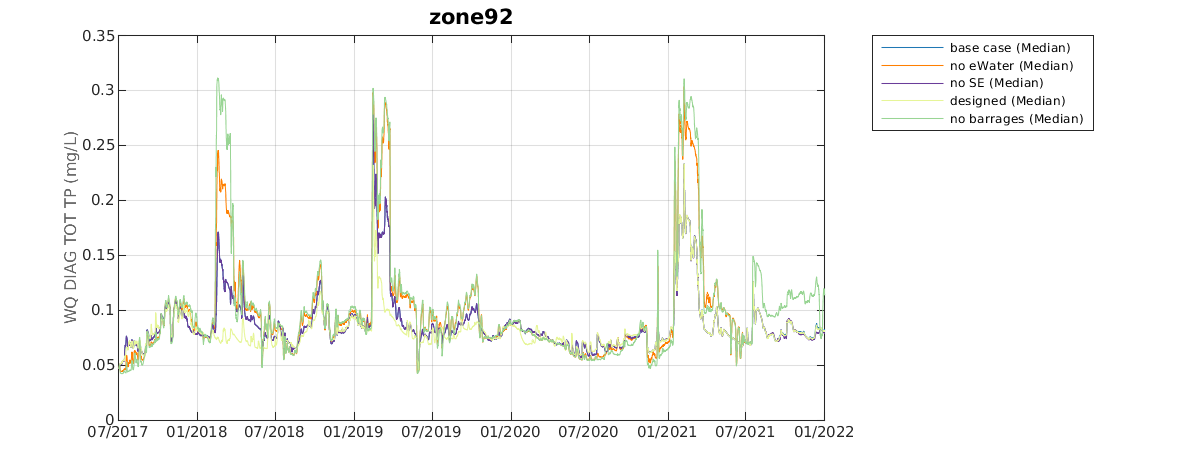 zone92
WQ DIAG TOT TP (mg/L)
0.35
0.3
0.25
0.2
0.15
0.1
0.05
0
07/2017 01/2018 07/2018 01/2019 07/2019 01/2020 07/2020 01/2021 07/2021 01/2022
base case (Median)
no eWater (Median)
no SE (Median)
designed (Median)
no barrages (Median)